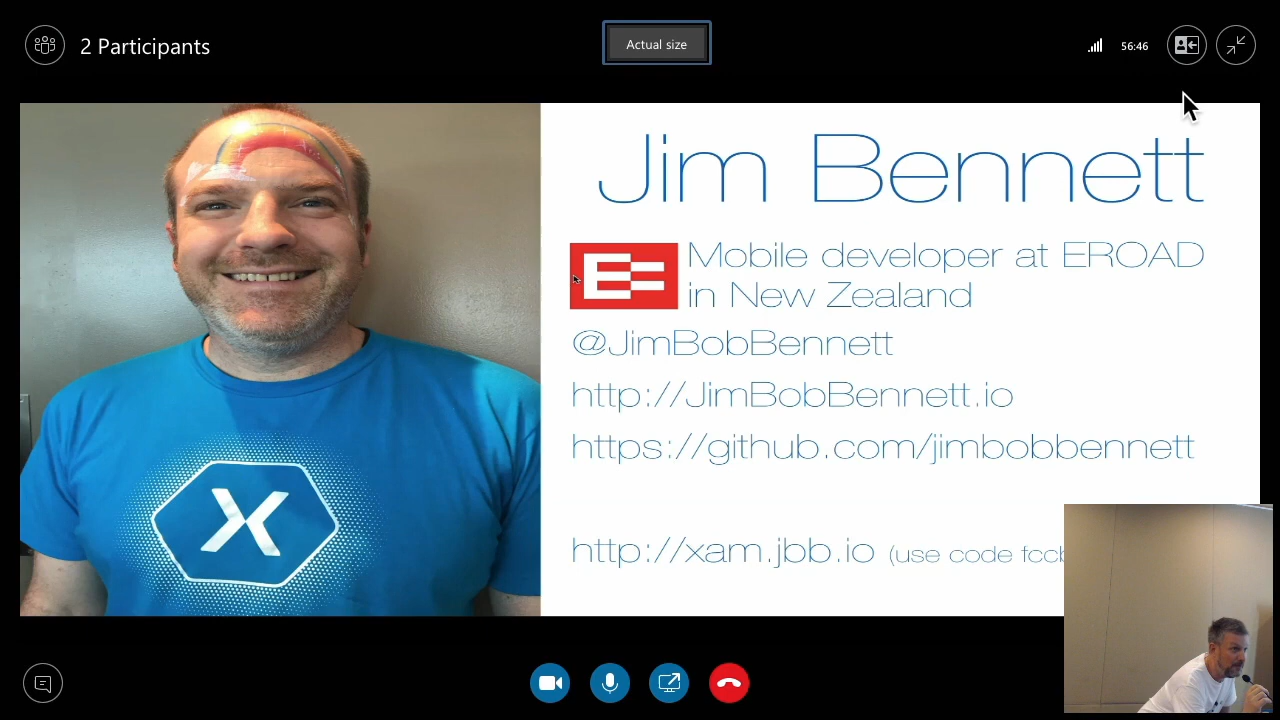 2 Participants
Actual size
56:46
Jim Bennett
Mobile developer at EROAD
in New Zealand
@JimBobBennett
http://JimBobBennett.io
https://github.com/jimbobbennett
http://xam.jbb.io (use code
X